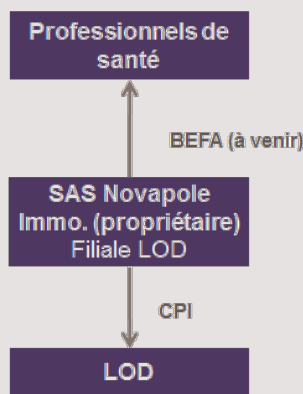 Professionnels de
santé
BEFA (à venir)
SAS Novapole
Immo. (propriétaire)
Filiale LOD
CPI
LOD